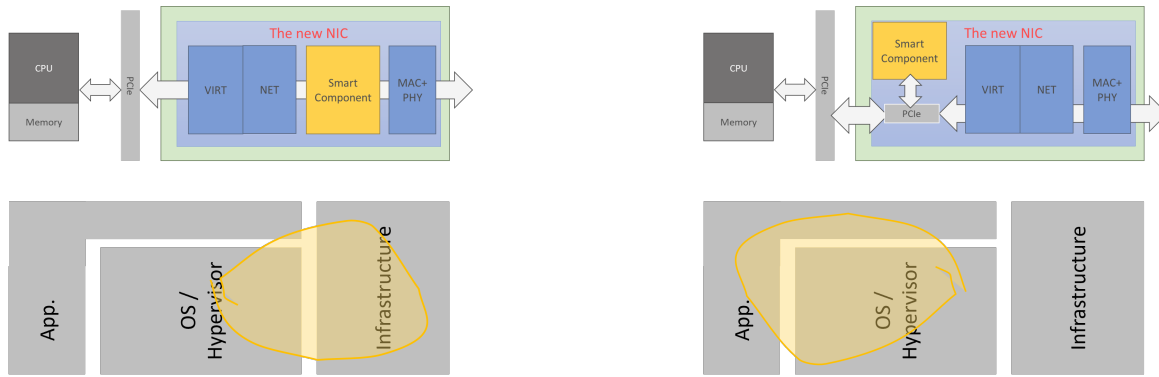 The new NIC
CPU
Memory
PCIe
VIRT
NET
Smart
Component
MAC+
PHY
App.
OS /
Hypervisor
Infrastructure
The new NIC
Smart
Component
CPU
Memory
PCIe
PCIe
VIRT
NET
MAC+
PHY
App.
OS /
Hypervisor
Infrastructure